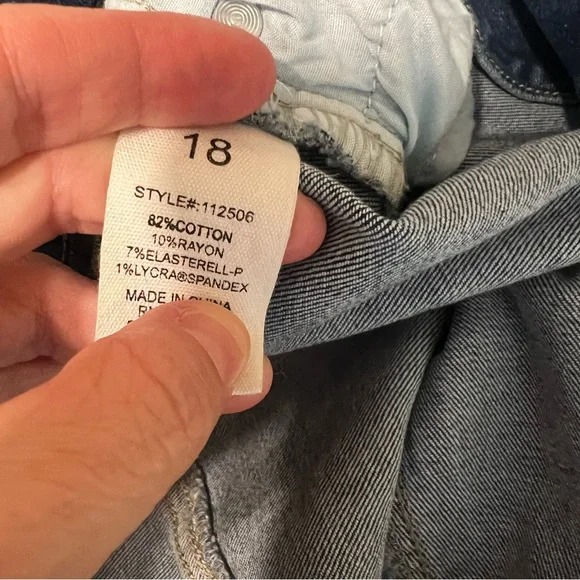 18
STYLE#:112506
82%COTTON
10%RAYON
7%ELASTERELL-P
1%LYCRA®SPANDEX
MADE IN CHINA